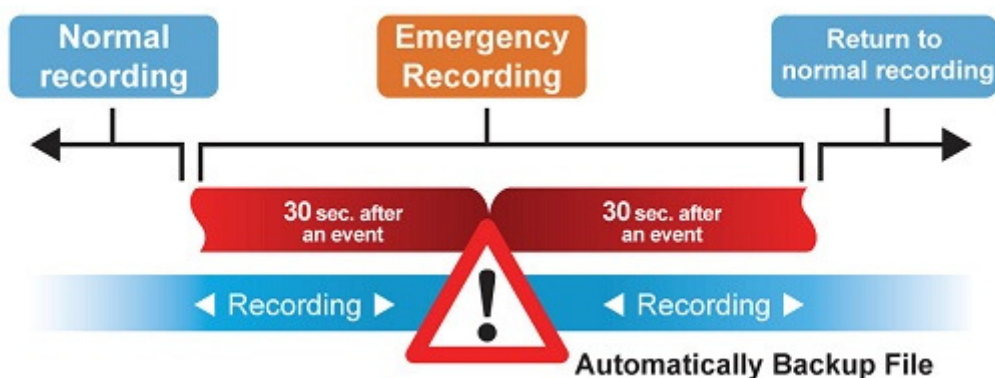 Normal
recording
Emergency
Recording
Return to
normal recording
30 sec. after
an event
30 sec. after
an event
Recording
!
Recording
Automatically Backup File